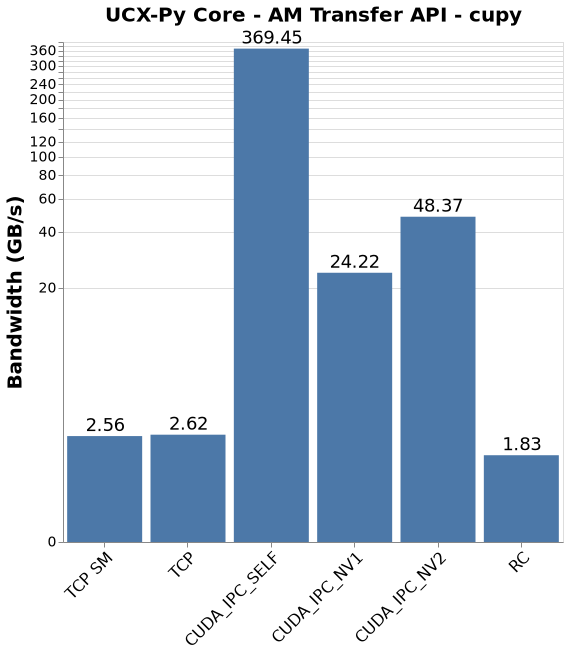 UCX-Py Core - AM Transfer API - cupy
Bandwidth (GB/s)
360
300
240
200
160
120
100
80
60
40
20
0
2.56
2.62
369.45
24.22
48.37
1.83
TCP SM
TCP
CUDA_IPC_SELF
CUDA_IPC_NV1
CUDA_IPC_NV2
RC